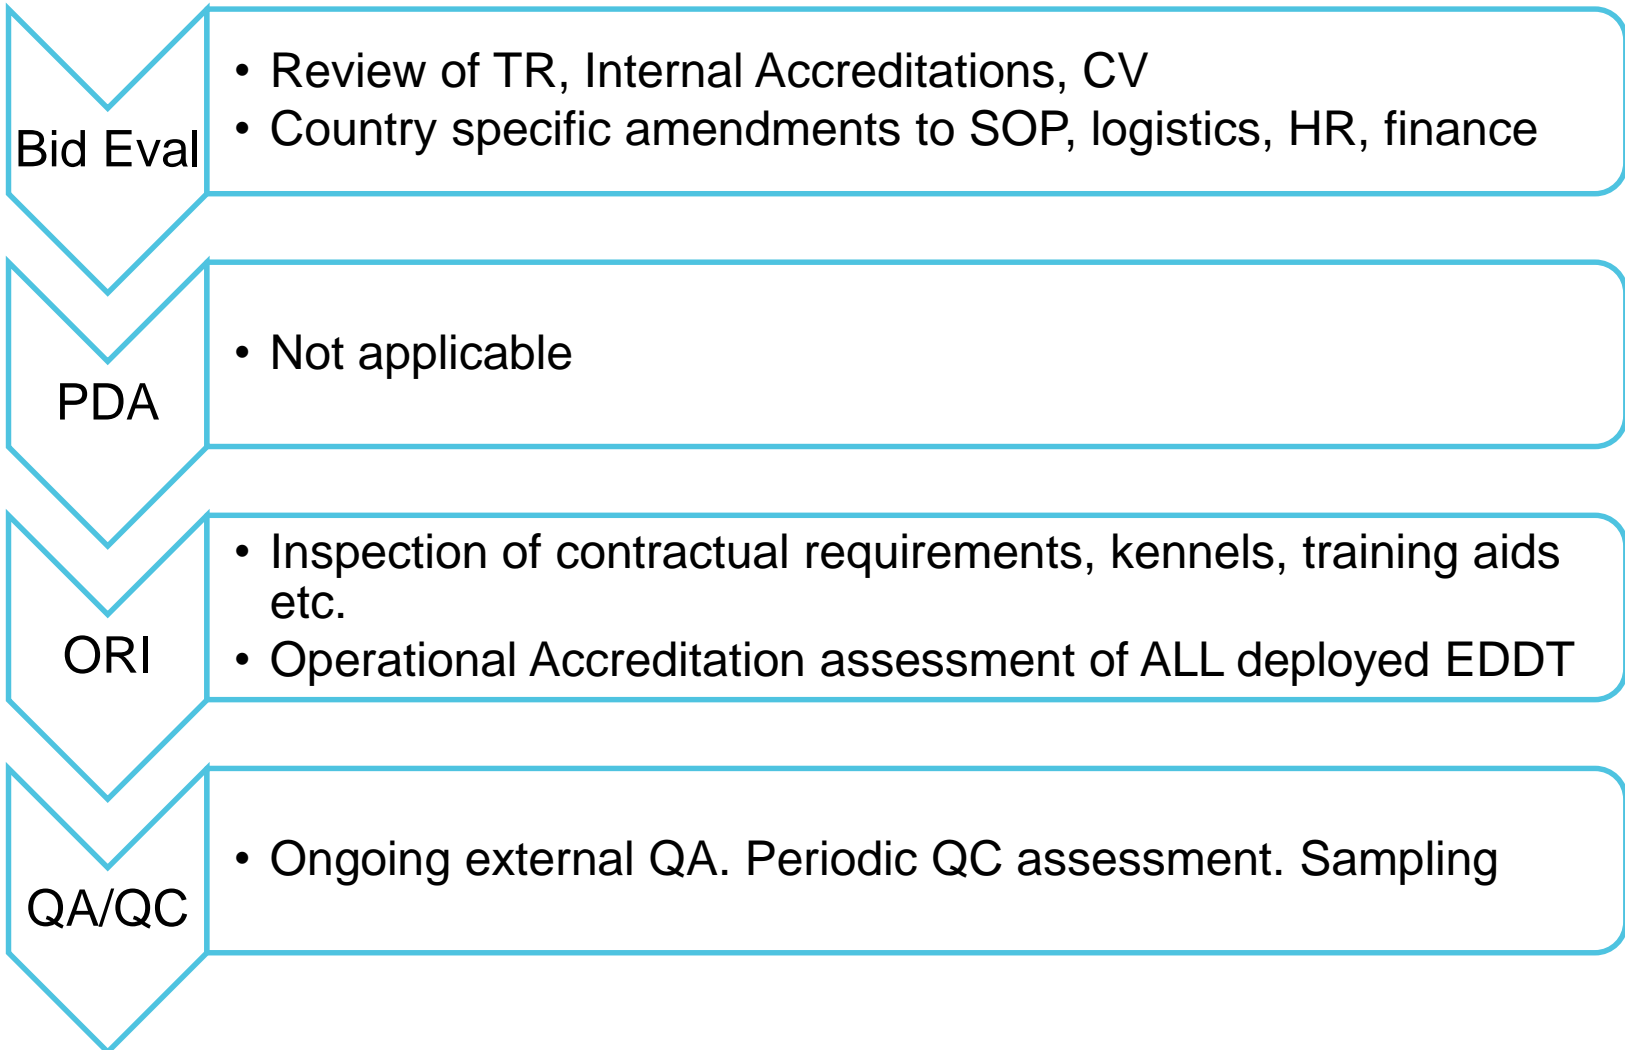 Bid Eval
• Review of TR, Internal Accreditations, CV
• Country specific amendments to SOP, logistics, HR, finance
PDA
• Not applicable
ORI
• Inspection of contractual requirements, kennels, training aids
etc.
• Operational Accreditation assessment of ALL deployed EDDT
QA/QC
• Ongoing external QA. Periodic QC assessment. Sampling